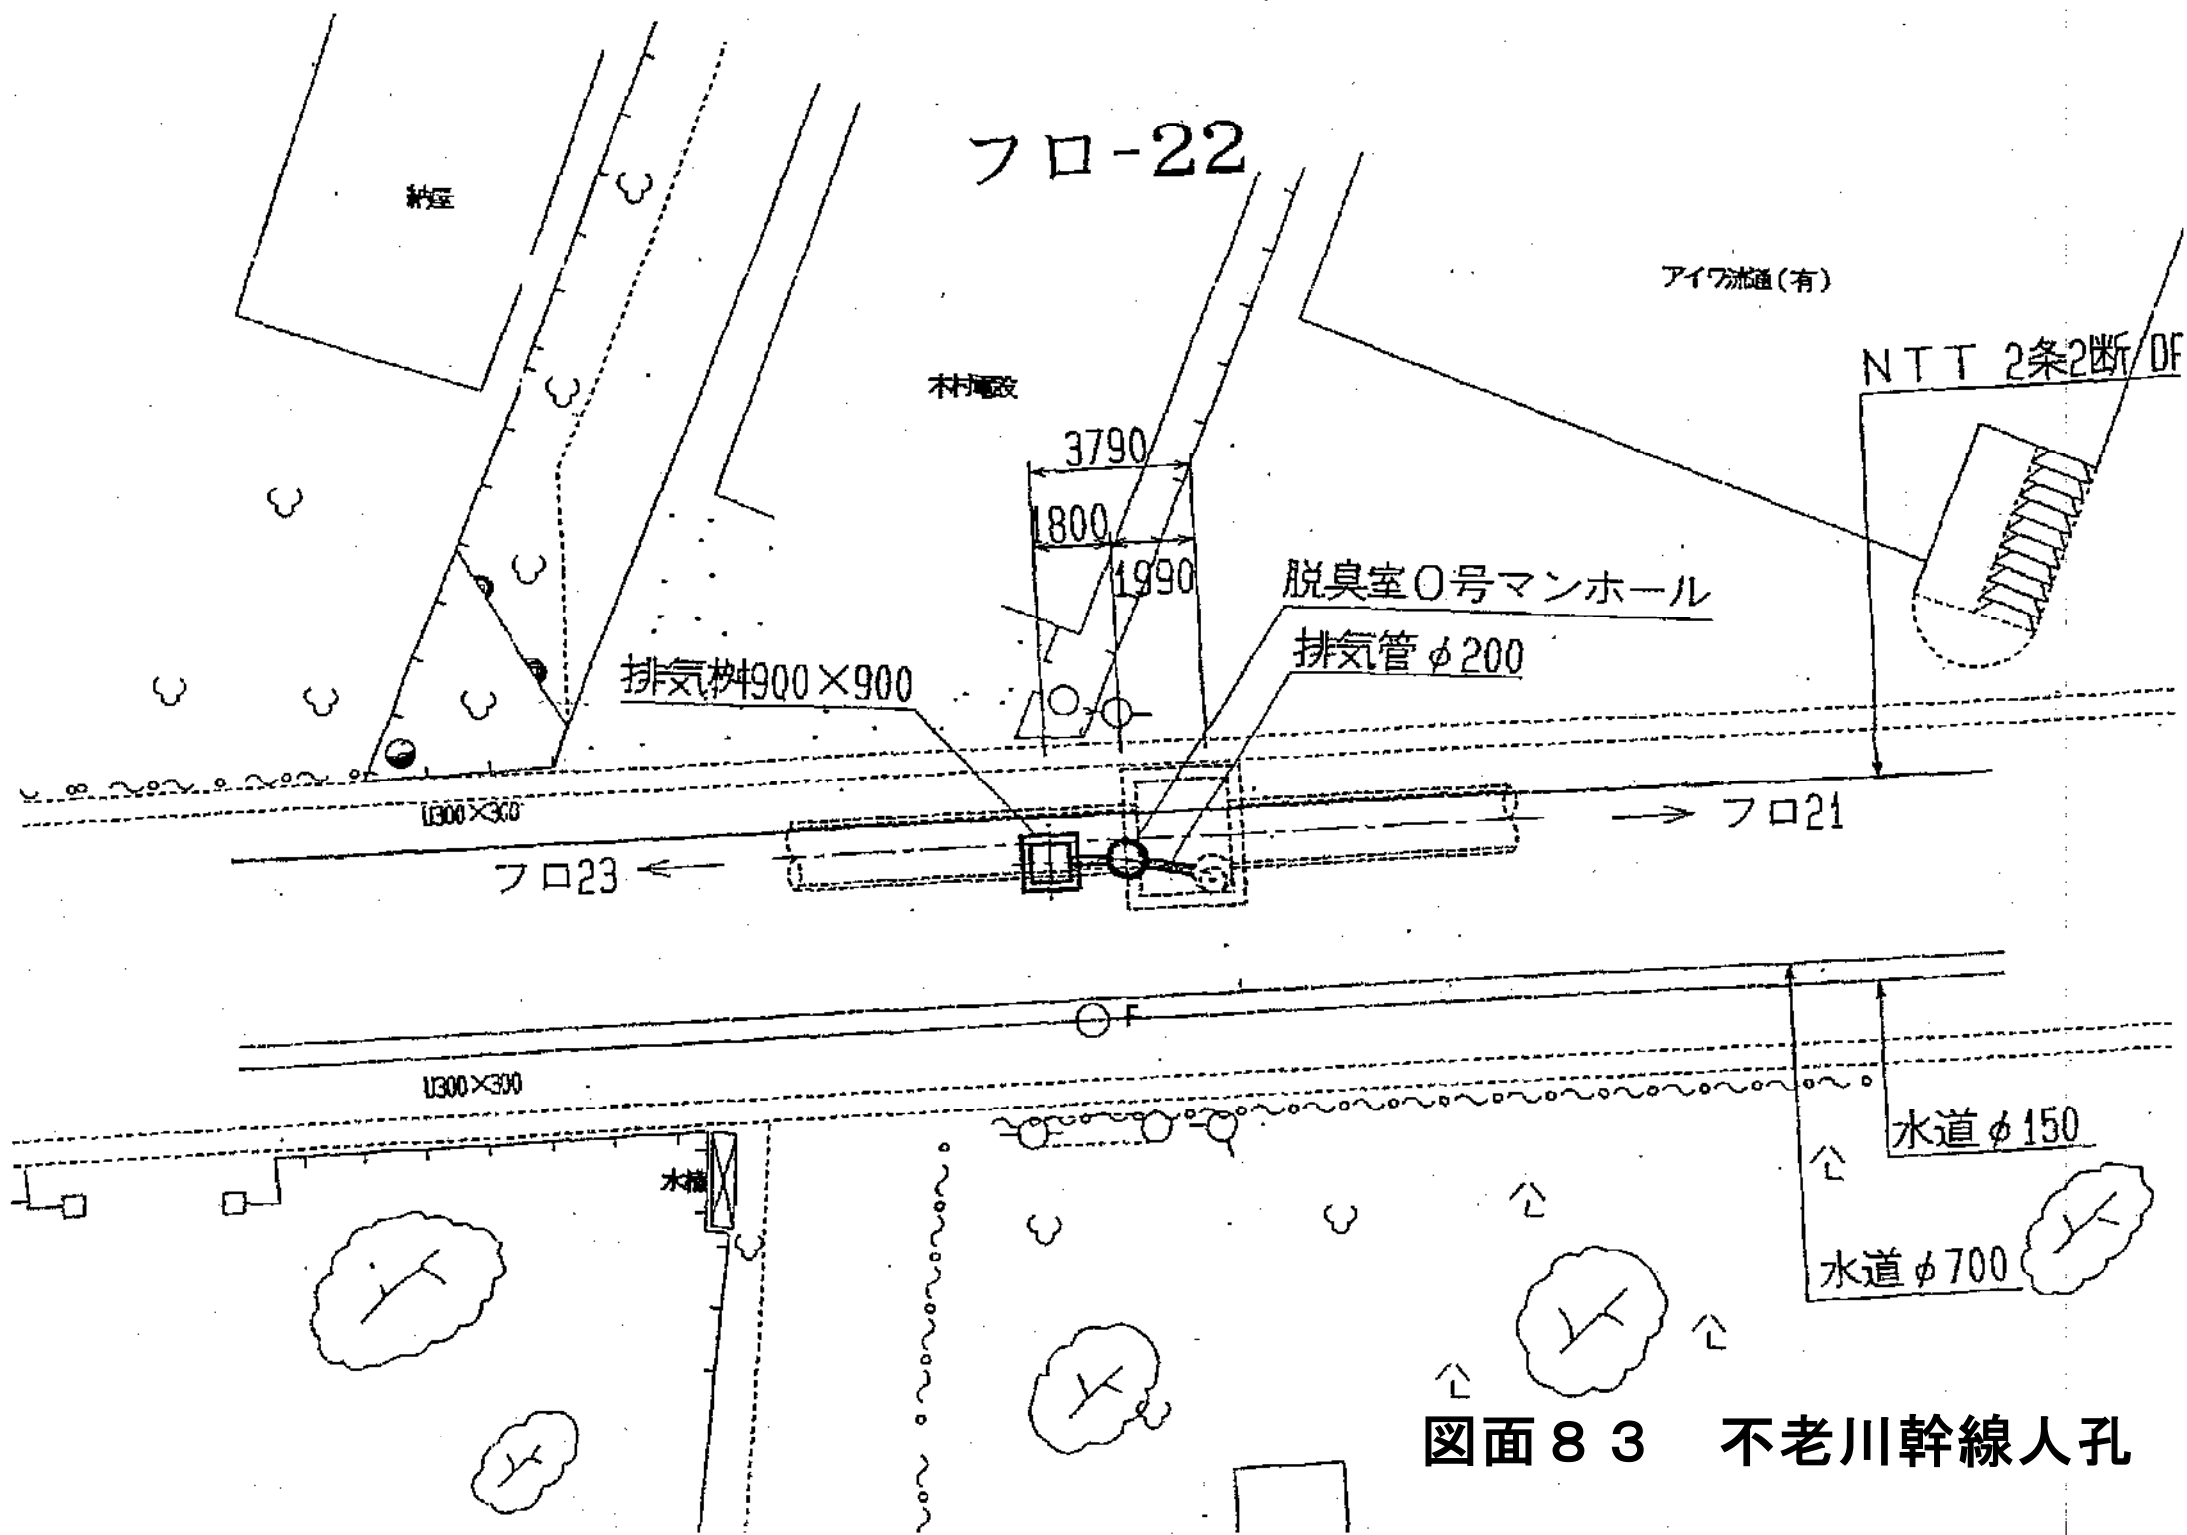 フロ-22
納屋
アイワ流通(有)
NTT 2条2断 DP
木村電設
3790
1800
1990
脱臭室0号マンホール
排気管φ200
排気桝900×900
U300×300
フロ21
フロ23
F
U300×300
水道φ150
水槽
水道φ700
図面83 不老川幹線人孔